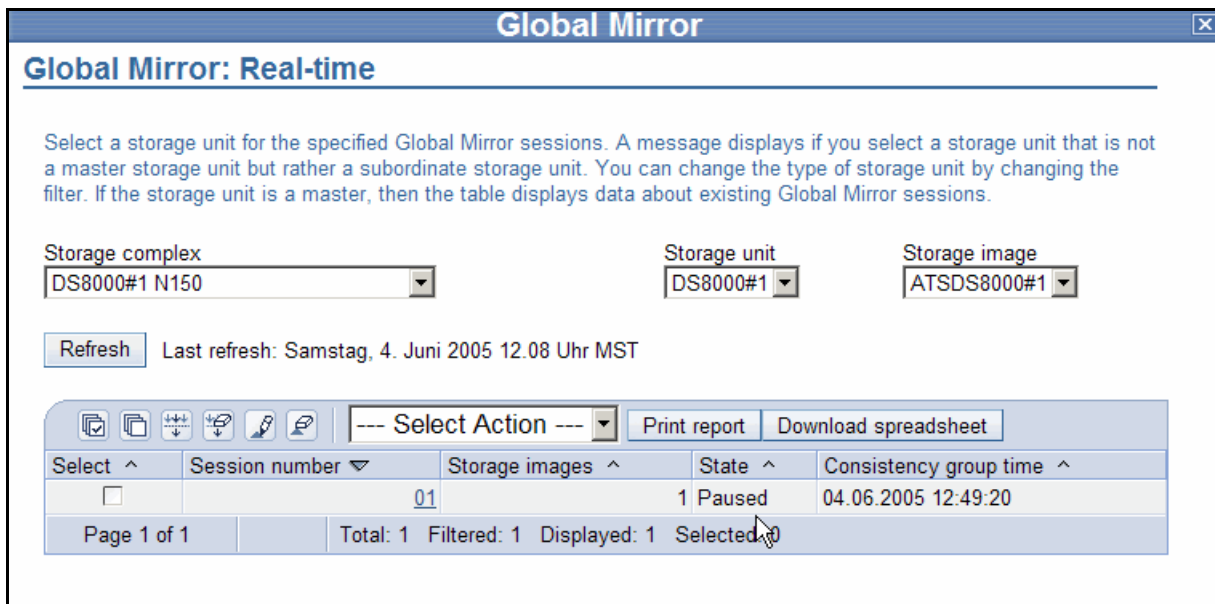 Global Mirror
Global Mirror: Real-time
Select a storage unit for the specified Global Mirror sessions. A message displays if you select a storage unit that is not
a master storage unit but rather a subordinate storage unit. You can change the type of storage unit by changing the
filter. If the storage unit is a master, then the table displays data about existing Global Mirror sessions.
Storage complex Storage unit Storage image
DS8000#1 N150 DS8000#1 ATSDS8000#1
Refresh Last refresh: Samstag, 4. Juni 2005 12.08 Uhr MST
--- Select Action --- Print report Download spreadsheet
Select ^ Session number Storage images ^ State ^ Consistency group time ^
01 1 Paused 04.06.2005 12:49:20
Page 1 of 1 Total: 1 Filtered: 1 Displayed: 1 Selected: 0